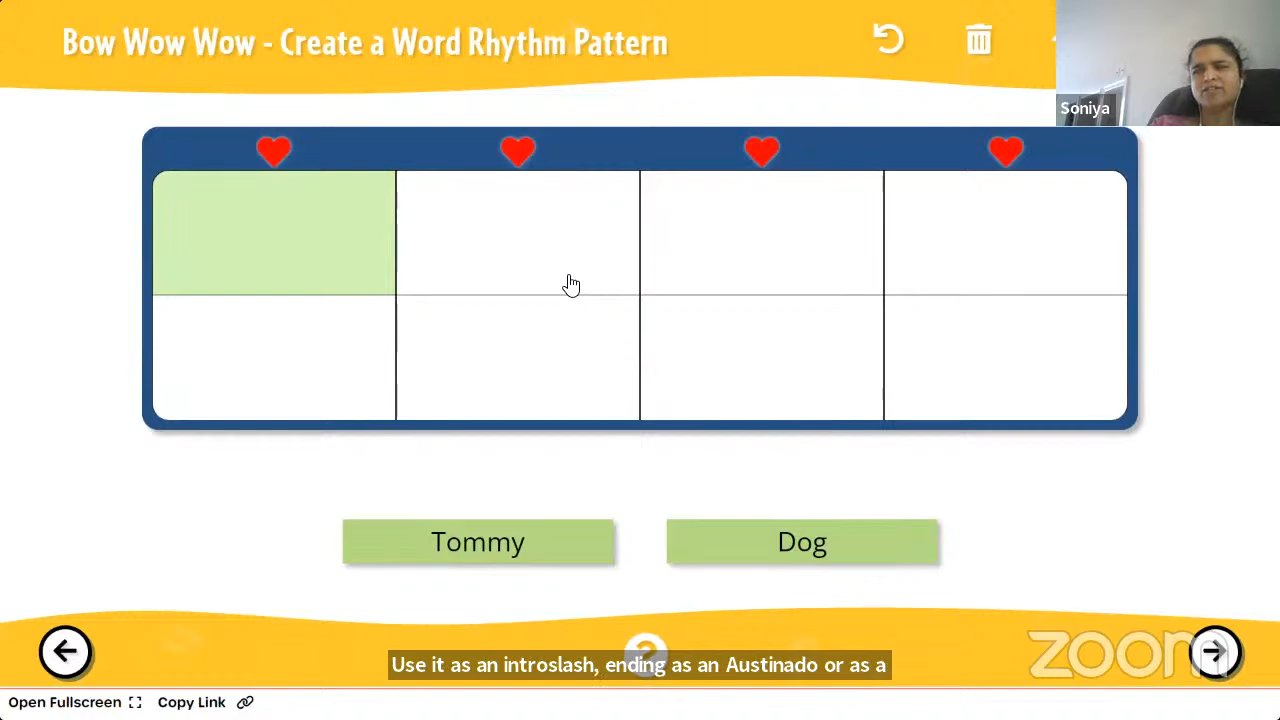 Bow Wow Wow - Create a Word Rhythm Pattern
Soniya
Tommy
Dog
Use it as an introslash, ending as an Austinado or as a
zoom
Open Fullscreen
Copy Link